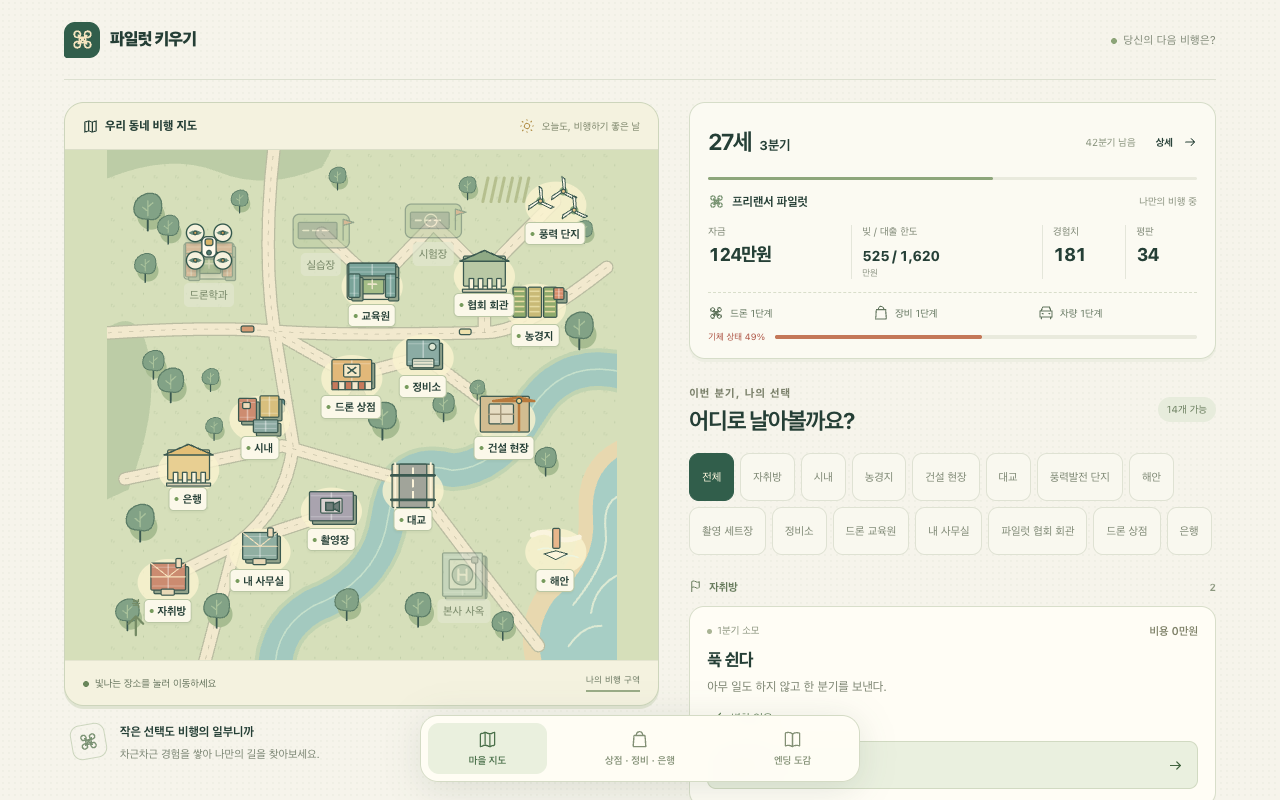 파일럿 키우기
당신의 다음 비행은?
우리 동네 비행 지도
오늘도, 비행하기 좋은 날
풍력 단지
시험장
실습장
드론학과
협회 회관
교육원
농경지
정비소
드론 상점
시내
건설 현장
은행
대교
촬영장
내 사무실
해안
자취방
본사 사옥
빛나는 장소를 눌러 이동하세요
나의 비행 구역
작은 선택도 비행의 일부니까
차근차근 경험을 쌓아 나만의 길을 찾아보세요.
27세 3분기
42분기 남음
상세
프리랜서 파일럿
나만의 비행 중
자금
빚 / 대출 한도
경험치
평판
124만원
525 / 1,620
만원
181
34
드론 1단계
장비 1단계
차량 1단계
기체 상태 49%
이번 분기, 나의 선택
어디로 날아볼까요?
14개 가능
전체
자취방
시내
농경지
건설 현장
대교
풍력발전 단지
해안
촬영 세트장
정비소
드론 교육원
내 사무실
파일럿 협회 회관
드론 상점
은행
자취방
2
1분기 소모
비용 0만원
푹 쉰다
아무 일도 하지 않고 한 분기를 보낸다.
마을 지도
상점 · 정비 · 은행
엔딩 도감